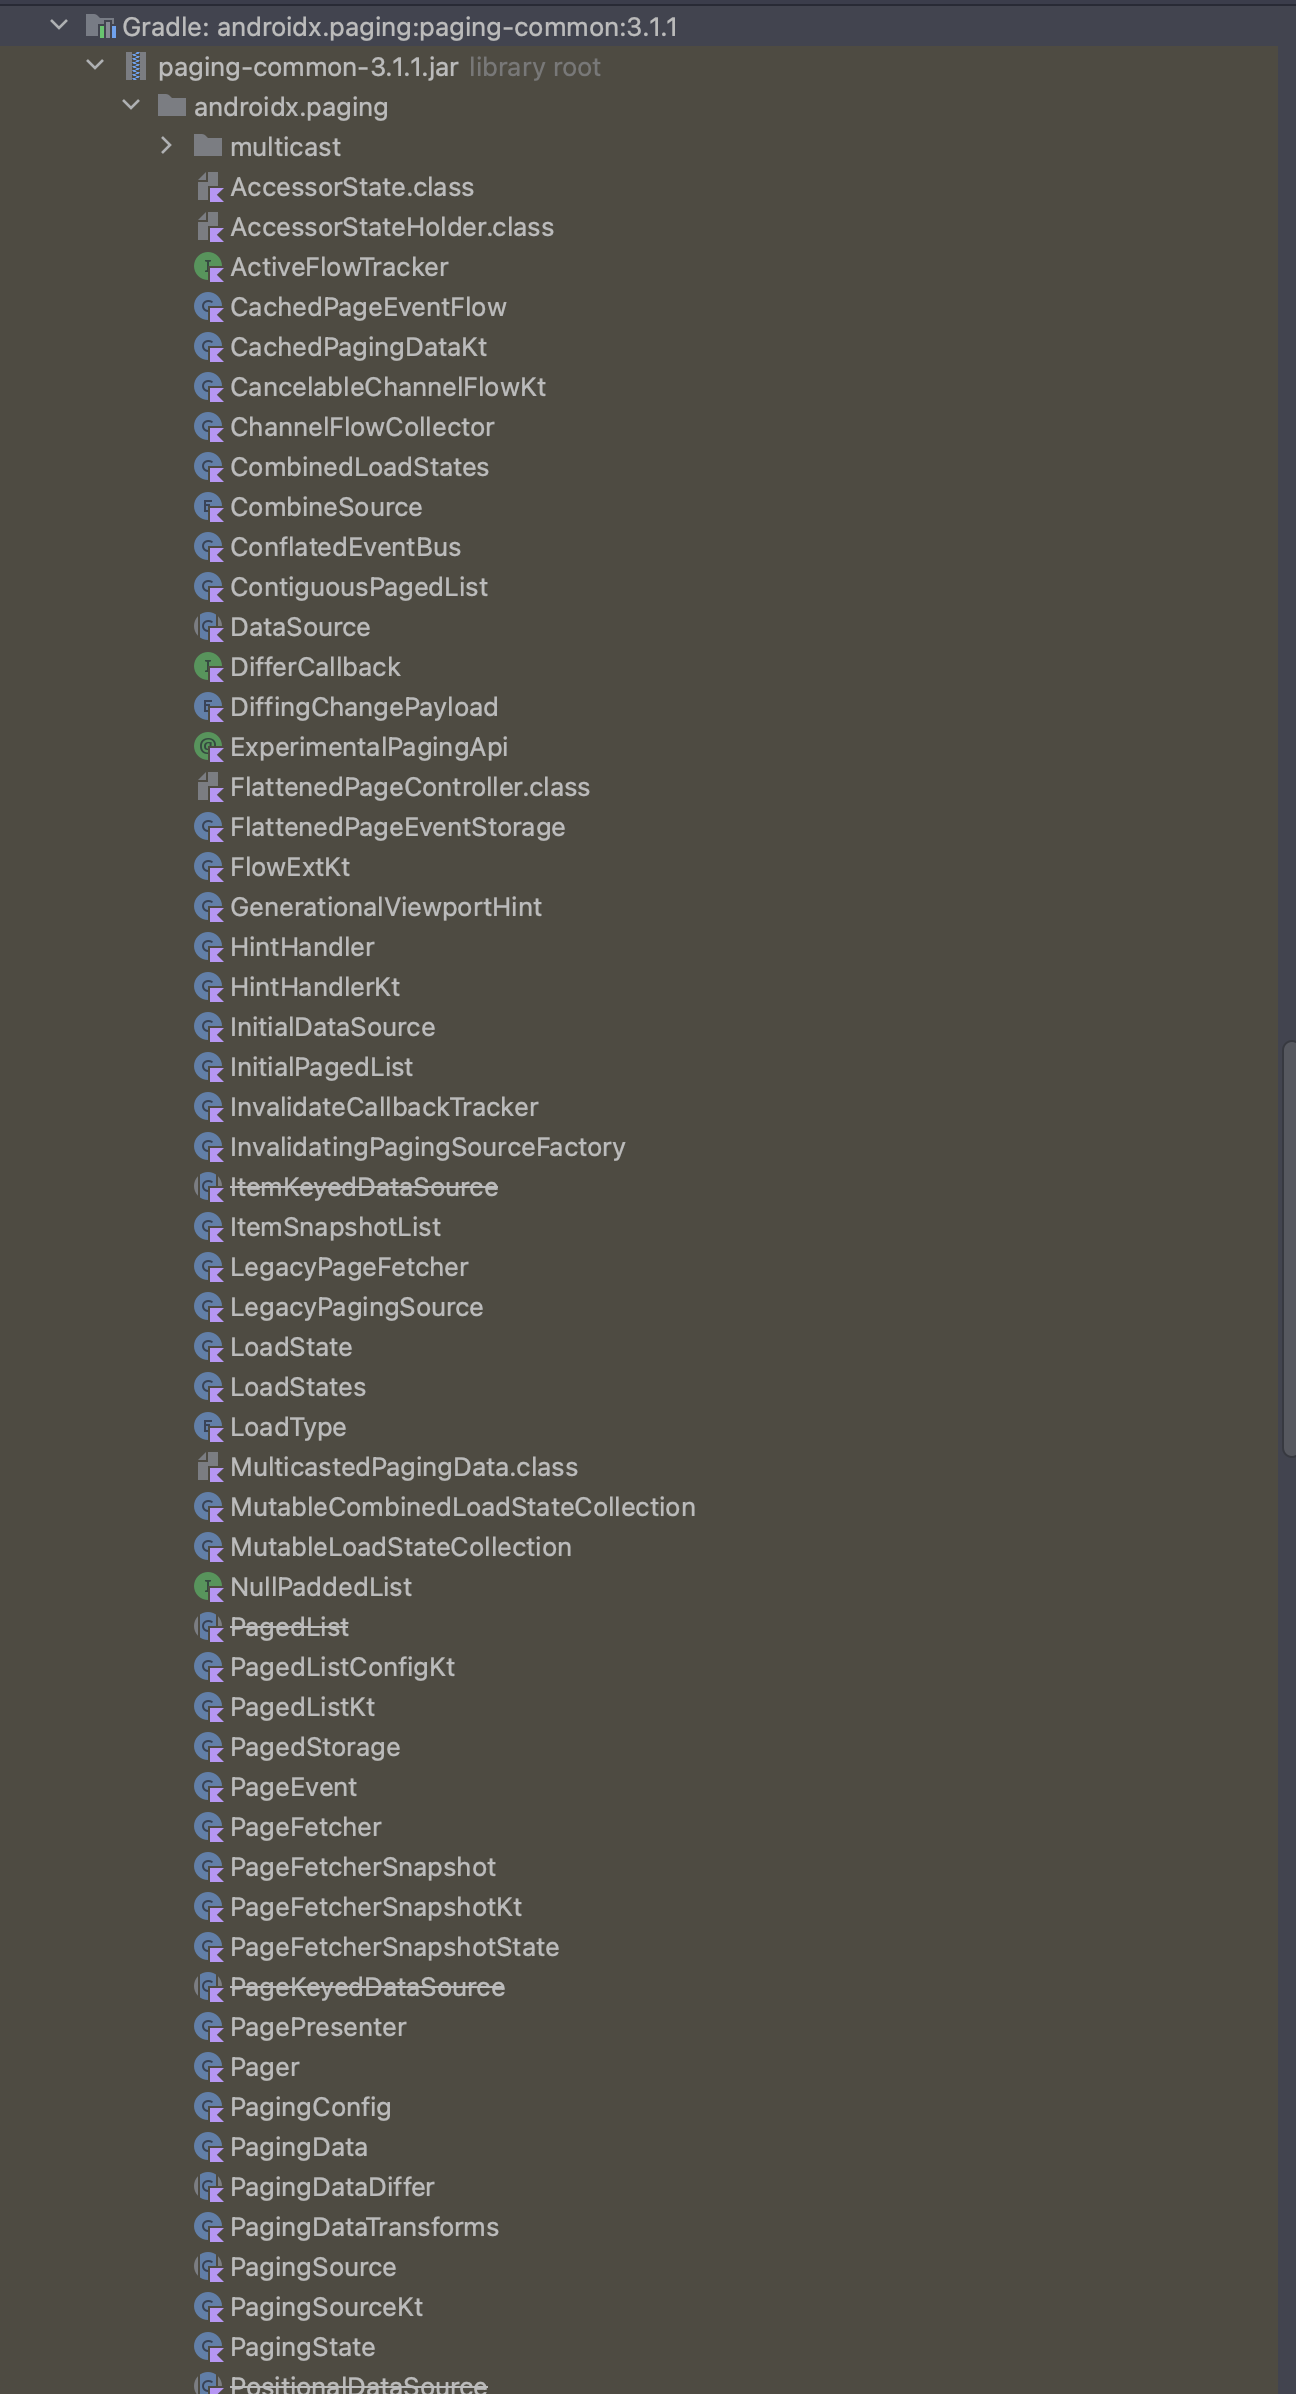 Gradle: androidx.paging:paging-common:3.1.1
paging-common-3.1.1.jar library root
androidx.paging
multicast
AccessorState.class
AccessorStateHolder.class
ActiveFlowTracker
CachedPageEventFlow
CachedPagingDataKt
CancelableChannelFlowKt
ChannelFlowCollector
CombinedLoadStates
CombineSource
ConflatedEventBus
ContiguousPagedList
DataSource
DifferCallback
DiffingChangePayload
ExperimentalPagingApi
FlattenedPageController.class
FlattenedPageEventStorage
FlowExtKt
GenerationalViewportHint
HintHandler
HintHandlerKt
InitialDataSource
InitialPagedList
InvalidateCallbackTracker
InvalidatingPagingSourceFactory
ItemKeyedDataSource
ItemSnapshotList
LegacyPageFetcher
LegacyPagingSource
LoadState
LoadStates
LoadType
MulticastedPagingData.class
MutableCombinedLoadStateCollection
MutableLoadStateCollection
NullPaddedList
PagedList
PagedListConfigKt
PagedListKt
PagedStorage
PageEvent
PageFetcher
PageFetcherSnapshot
PageFetcherSnapshotKt
PageFetcherSnapshotState
PageKeyedDataSource
PagePresenter
Pager
PagingConfig
PagingData
PagingDataDiffer
PagingDataTransforms
PagingSource
PagingSourceKt
PagingState
PositionalDataSource